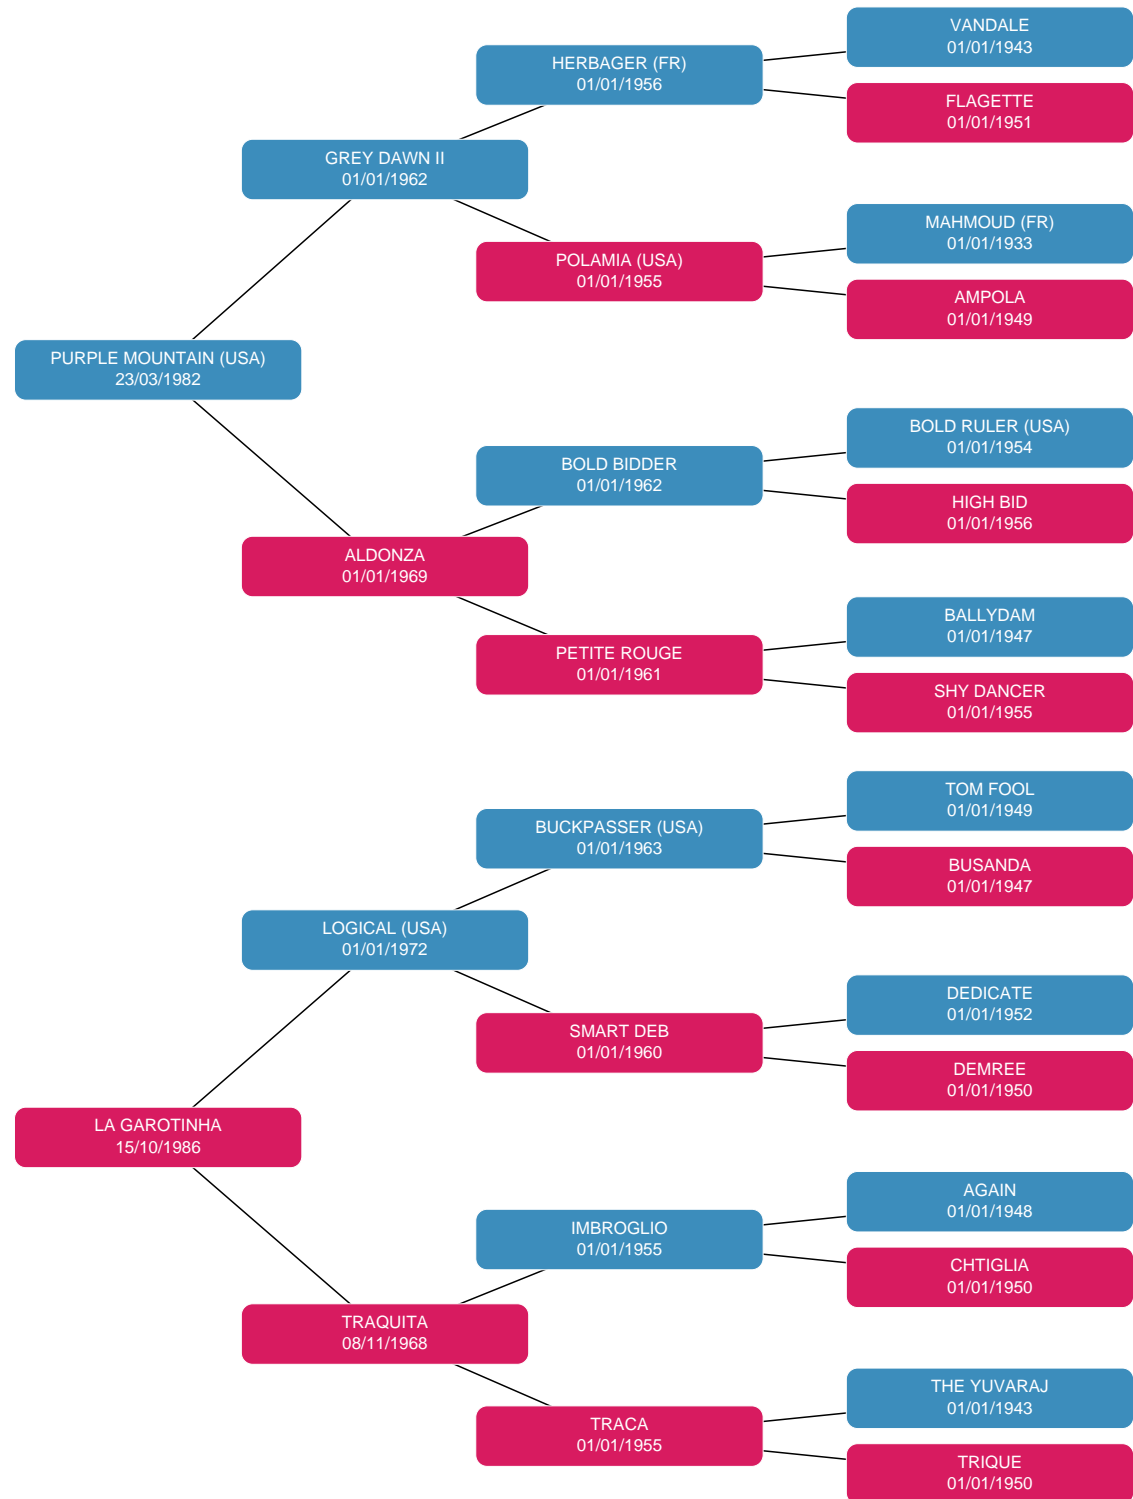 VANDALE
01/01/1943
HERBAGER (FR)
01/01/1956
FLAGETTE
01/01/1951
GREY DAWN II
01/01/1962
MAHMOUD (FR)
01/01/1933
POLAMIA (USA)
01/01/1955
AMPOLA
01/01/1949
PURPLE MOUNTAIN (USA)
23/03/1982
BOLD RULER (USA)
01/01/1954
BOLD BIDDER
01/01/1962
HIGH BID
01/01/1956
ALDONZA
01/01/1969
BALLYDAM
01/01/1947
PETITE ROUGE
01/01/1961
SHY DANCER
01/01/1955
TOM FOOL
01/01/1949
BUCKPASSER (USA)
01/01/1963
BUSANDA
01/01/1947
LOGICAL (USA)
01/01/1972
DEDICATE
01/01/1952
SMART DEB
01/01/1960
DEMREE
01/01/1950
LA GAROTINHA
15/10/1986
AGAIN
01/01/1948
IMBROGLIO
01/01/1955
CHTIGLIA
01/01/1950
TRAQUITA
08/11/1968
THE YUVARAJ
01/01/1943
TRACA
01/01/1955
TRIQUE
01/01/1950